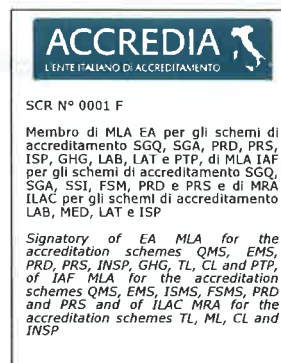 ACCREDIA
L'ENTE ITALIANO DI ACCREDITAMENTO
SCR N° 0001 F
Membro di MLA EA per gli schemi di
accreditamento SGQ, SGA, PRD, PRS,
ISP, GHG, LAB, LAT e PTP, di MLA IAF
per gli schemi di accreditamento SGQ,
SGA, SSI, FSM, PRD e PRS e di MRA
ILAC per gli schemi di accreditamento
LAB, MED, LAT e ISP
Signatory of EA MLA for the
accreditation schemes QMS, EMS,
PRD, PRS, INSP, GHG, TL, CL and PTP,
of IAF MLA for the accreditation
schemes QMS, EMS, ISMS, FSMS, PRD
and PRS and of ILAC MRA for the
accreditation schemes TL, ML, CL and
INSP